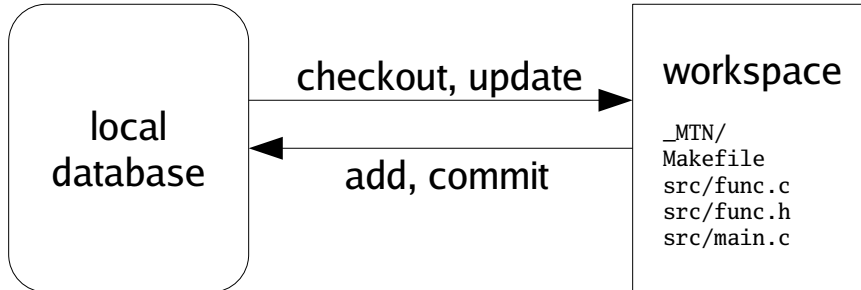 local
database
checkout, update
add, commit
workspace
_MTN/
Makefile
src/func.c
src/func.h
src/main.c